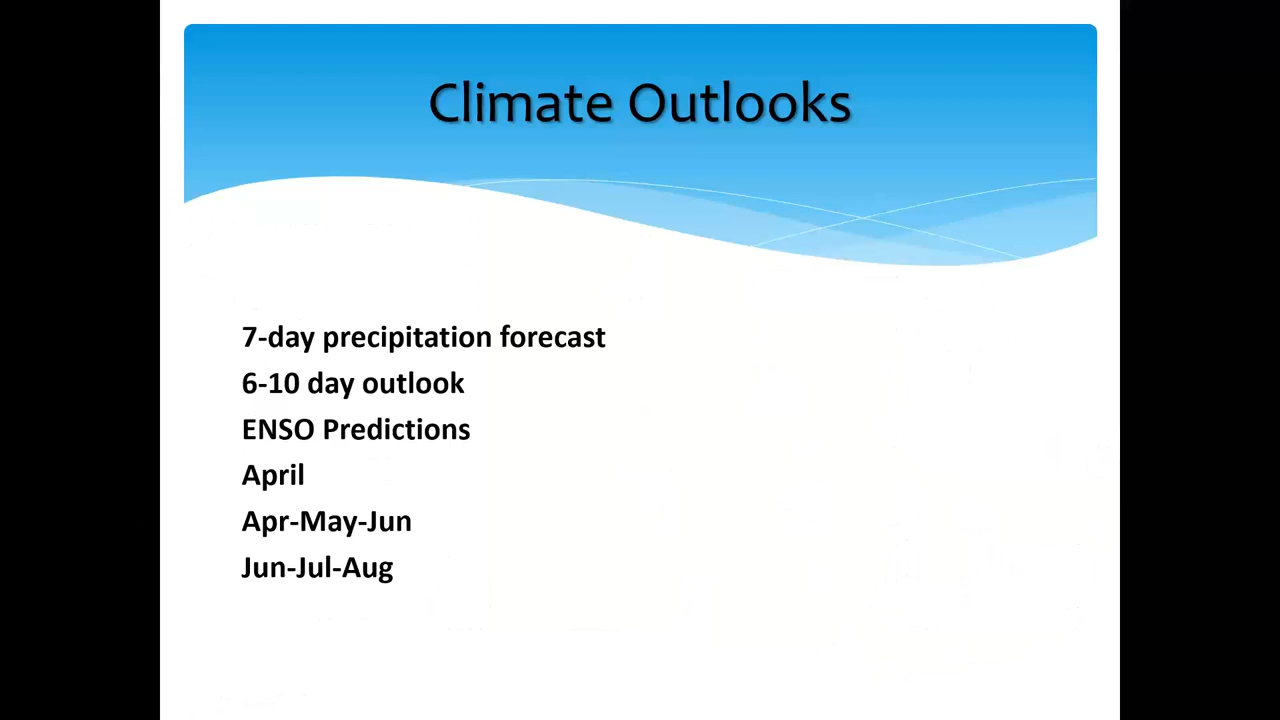 Climate Outlooks
7-day precipitation forecast
6-10 day outlook
ENSO Predictions
April
Apr-May-Jun
Jun-Jul-Aug